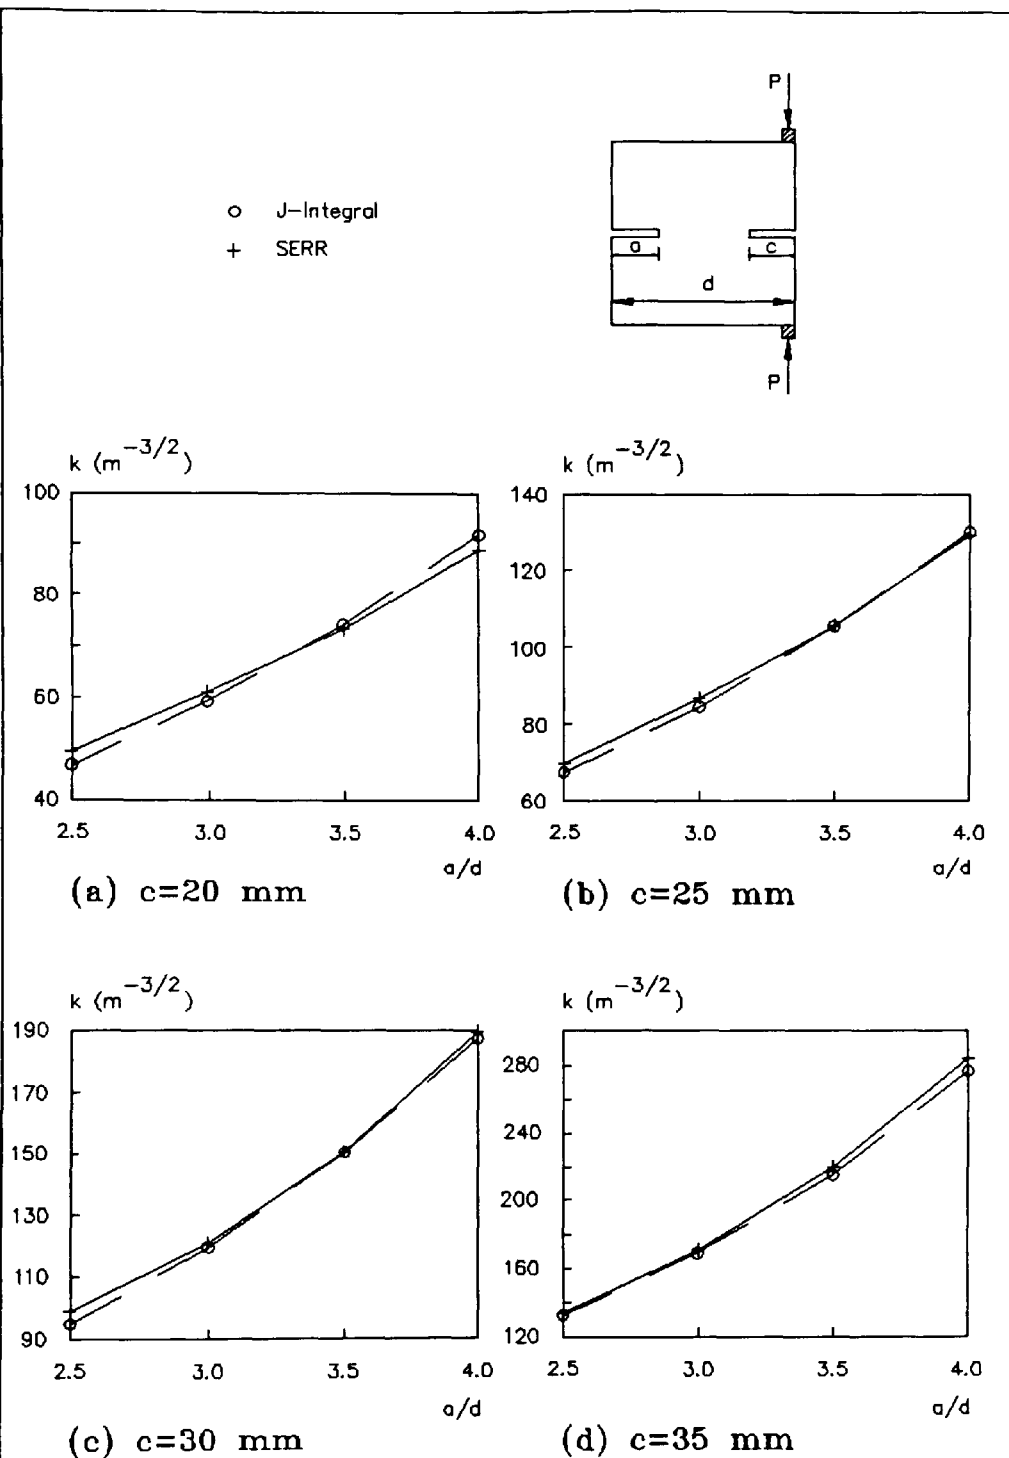 P
○ J-Integral
+ SERR
a
c
d
P
k (m^-3/2)
100
80
60
40
2.5 3.0 3.5 4.0
a/d
(a) c=20 mm
k (m^-3/2)
140
120
100
80
60
2.5 3.0 3.5 4.0
a/d
(b) c=25 mm
k (m^-3/2)
190
170
150
130
110
90
2.5 3.0 3.5 4.0
a/d
(c) c=30 mm
k (m^-3/2)
280
240
200
160
120
2.5 3.0 3.5 4.0
a/d
(d) c=35 mm